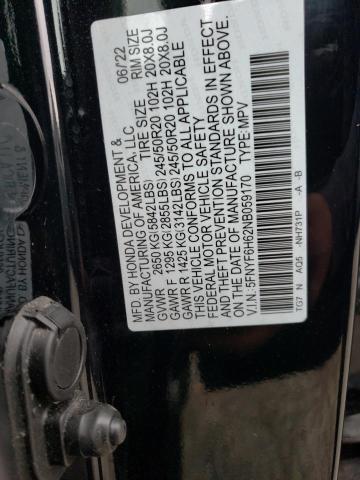 MFD. BY HONDA DEVELOPMENT & 06/22
MANUFACTURING OF AMERICA, LLC
TIRE SIZE RIM SIZE
GVWR 2650 KG(5842LBS)
GAWR F 1295 KG(2855LBS) 245/50R20 102H 20X8.0J
GAWR R 1425 KG(3142LBS) 245/50R20 102H 20X8.0J
THIS VEHICLE CONFORMS TO ALL APPLICABLE
FEDERAL MOTOR VEHICLE SAFETY
AND THEFT PREVENTION STANDARDS IN EFFECT
ON THE DATE OF MANUFACTURE SHOWN ABOVE.
V.I.N: 5FNYF6H62NB059170 TYPE: MPV
TG7 N AQ5 -NH731P -A -B